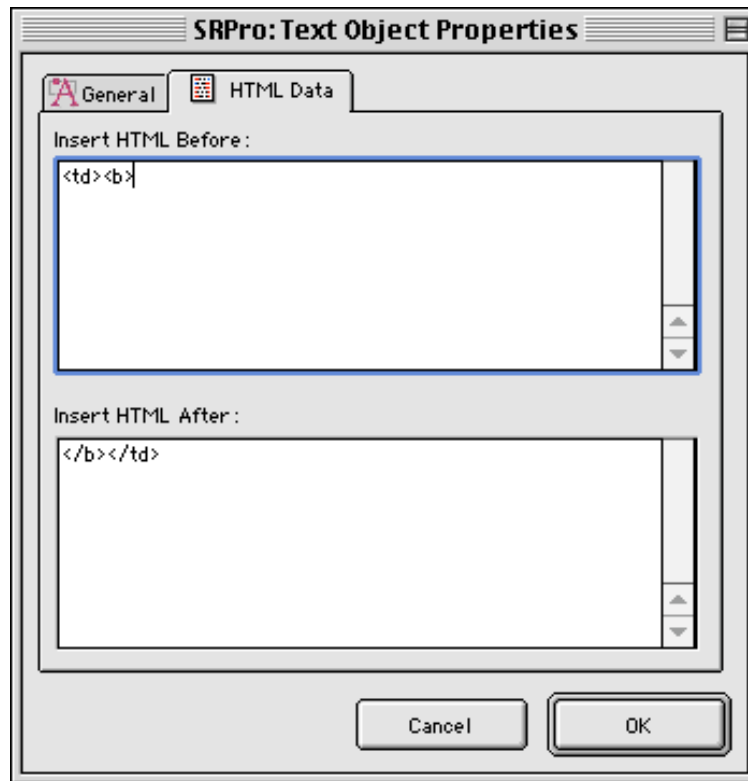 SRPro: Text Object Properties
General HTML Data
Insert HTML Before:
<td><b>
Insert HTML After:
</b></td>
Cancel OK